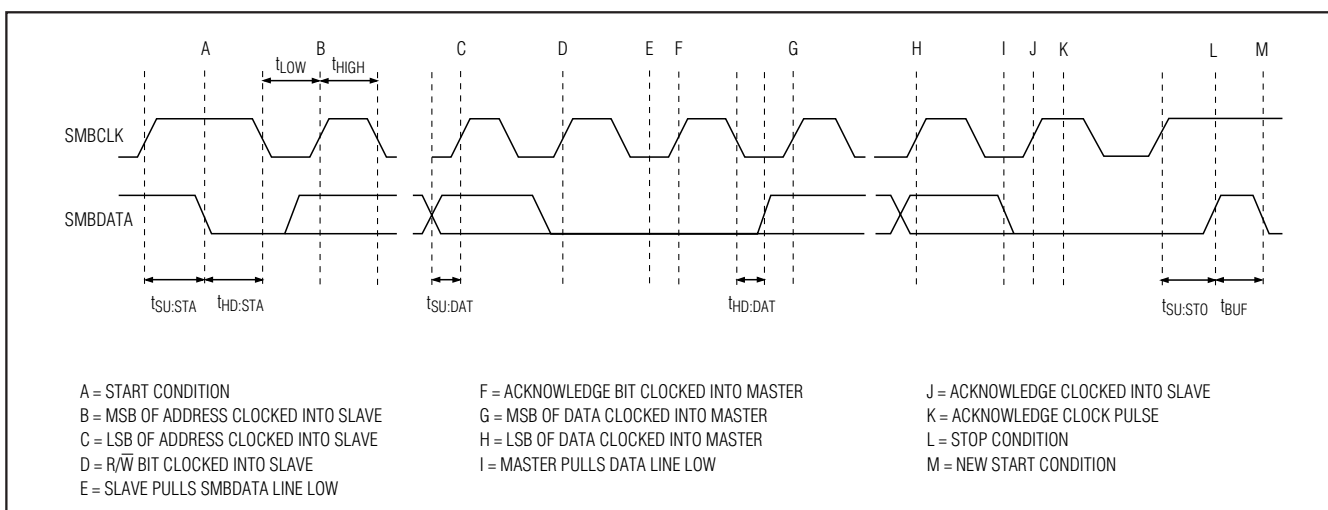 A B C D E F G H I J K L M
tLOW tHIGH
SMBCLK
SMBDATA
tSU:STA tHD:STA tSU:DAT tHD:DAT tSU:STO tBUF
A = START CONDITION
B = MSB OF ADDRESS CLOCKED INTO SLAVE
C = LSB OF ADDRESS CLOCKED INTO SLAVE
D = R/W̅ BIT CLOCKED INTO SLAVE
E = SLAVE PULLS SMBDATA LINE LOW
F = ACKNOWLEDGE BIT CLOCKED INTO MASTER
G = MSB OF DATA CLOCKED INTO MASTER
H = LSB OF DATA CLOCKED INTO MASTER
I = MASTER PULLS DATA LINE LOW
J = ACKNOWLEDGE CLOCKED INTO SLAVE
K = ACKNOWLEDGE CLOCK PULSE
L = STOP CONDITION
M = NEW START CONDITION